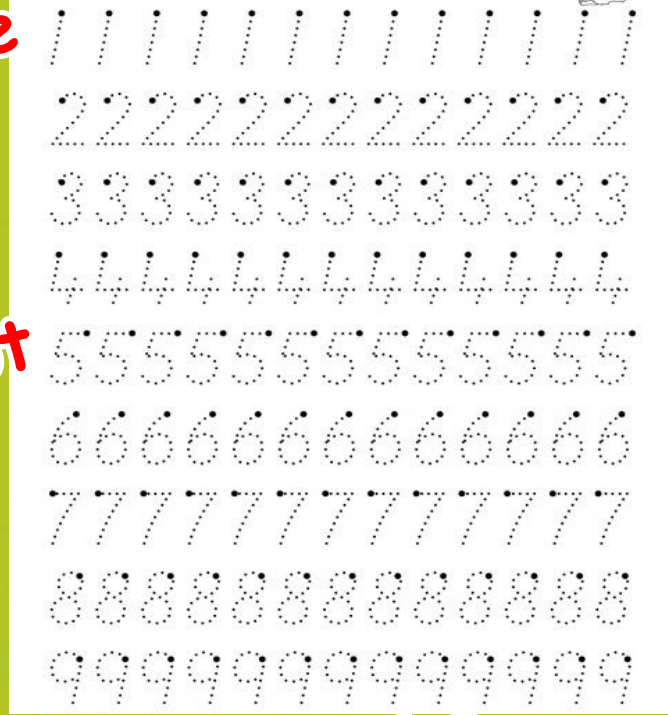 1 1 1 1 1 1 1 1 1 1 1 1 1
2 2 2 2 2 2 2 2 2 2 2 2 2
3 3 3 3 3 3 3 3 3 3 3 3 3
4 4 4 4 4 4 4 4 4 4 4 4 4
5 5 5 5 5 5 5 5 5 5 5 5 5
6 6 6 6 6 6 6 6 6 6 6 6 6
7 7 7 7 7 7 7 7 7 7 7 7 7
8 8 8 8 8 8 8 8 8 8 8 8 8
9 9 9 9 9 9 9 9 9 9 9 9 9